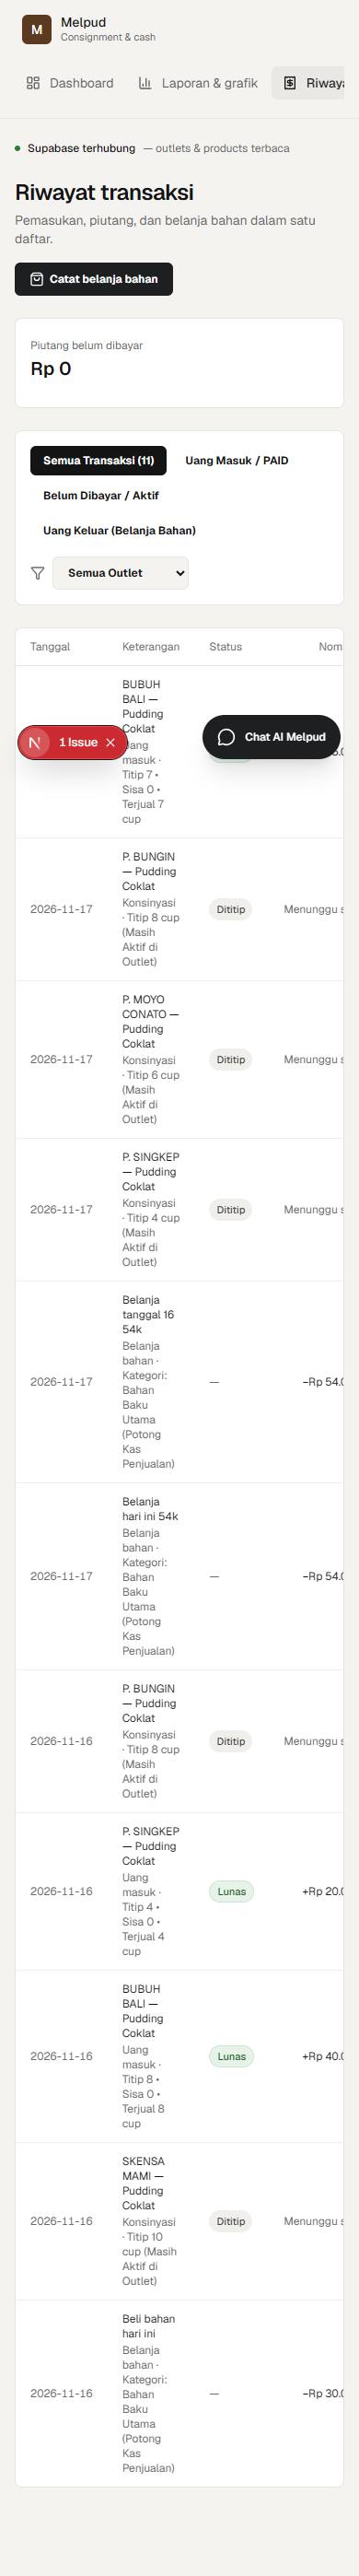 M
Melpud
Consignment & cash
Dashboard
Laporan & grafik
Riwaya
Supabase terhubung — outlets & products terbaca
Riwayat transaksi
Pemasukan, piutang, dan belanja bahan dalam satu
daftar.
Catat belanja bahan
Piutang belum dibayar
Rp 0
Semua Transaksi (11)
Uang Masuk / PAID
Belum Dibayar / Aktif
Uang Keluar (Belanja Bahan)
Semua Outlet
Tanggal
Keterangan
Status
Nom
BUBUH
BALI —
Pudding
Coklat
masuk ·
Titip 7 •
Sisa 0 •
Terjual 7
cup
N
1 Issue
Chat AI Melpud
2026-11-17
P. BUNGIN
— Pudding
Coklat
Konsinyasi
· Titip 8 cup
(Masih
Aktif di
Outlet)
Dititip
Menunggu s
2026-11-17
P. MOYO
CONATO —
Pudding
Coklat
Konsinyasi
· Titip 6 cup
(Masih
Aktif di
Outlet)
Dititip
Menunggu s
2026-11-17
P. SINGKEP
— Pudding
Coklat
Konsinyasi
· Titip 4 cup
(Masih
Aktif di
Outlet)
Dititip
Menunggu s
2026-11-17
Belanja
tanggal 16
54k
Belanja
bahan ·
Kategori:
Bahan
Baku
Utama
(Potong
Kas
Penjualan)
—
−Rp 54.0
2026-11-17
Belanja
hari ini 54k
Belanja
bahan ·
Kategori:
Bahan
Baku
Utama
(Potong
Kas
Penjualan)
—
−Rp 54.0
2026-11-16
P. BUNGIN
— Pudding
Coklat
Konsinyasi
· Titip 8 cup
(Masih
Aktif di
Outlet)
Dititip
Menunggu s
2026-11-16
P. SINGKEP
— Pudding
Coklat
Uang
masuk ·
Titip 4 •
Sisa 0 •
Terjual 4
cup
Lunas
+Rp 20.0
2026-11-16
BUBUH
BALI —
Pudding
Coklat
Uang
masuk ·
Titip 8 •
Sisa 0 •
Terjual 8
cup
Lunas
+Rp 40.0
2026-11-16
SKENSA
MAMI —
Pudding
Coklat
Konsinyasi
· Titip 10
cup (Masih
Aktif di
Outlet)
Dititip
Menunggu s
2026-11-16
Beli bahan
hari ini
Belanja
bahan ·
Kategori:
Bahan
Baku
Utama
(Potong
Kas
Penjualan)
—
−Rp 30.0